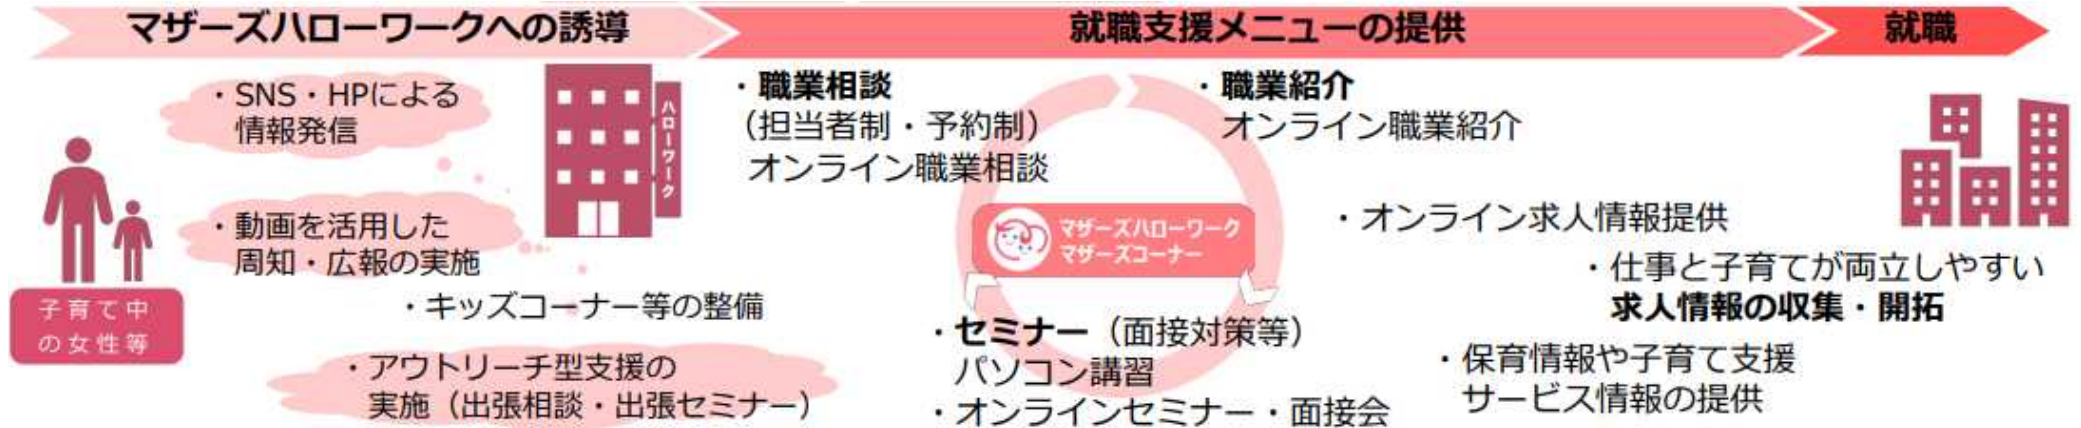 マザーズハローワークへの誘導
就職支援メニューの提供
就職
・SNS・HPによる
情報発信
・動画を活用した
周知・広報の実施
・キッズコーナー等の整備
・アウトリーチ型支援の
実施（出張相談・出張セミナー）
子育て中
の女性等
ハローワーク
・職業相談
（担当者制・予約制）
オンライン職業相談
・職業紹介
オンライン職業紹介
マザーズハローワーク
マザーズコーナー
・オンライン求人情報提供
・仕事と子育てが両立しやすい
求人情報の収集・開拓
・セミナー（面接対策等）
パソコン講習
・オンラインセミナー・面接会
・保育情報や子育て支援
サービス情報の提供